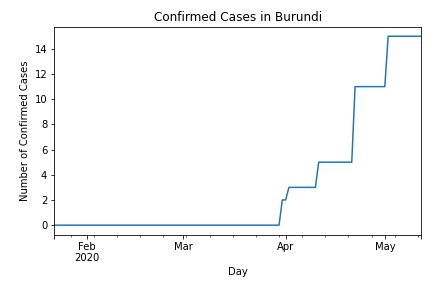 Confirmed Cases in Burundi
Number of Confirmed Cases
14
12
10
8
6
4
2
0
Feb
2020
Mar
Apr
May
Day